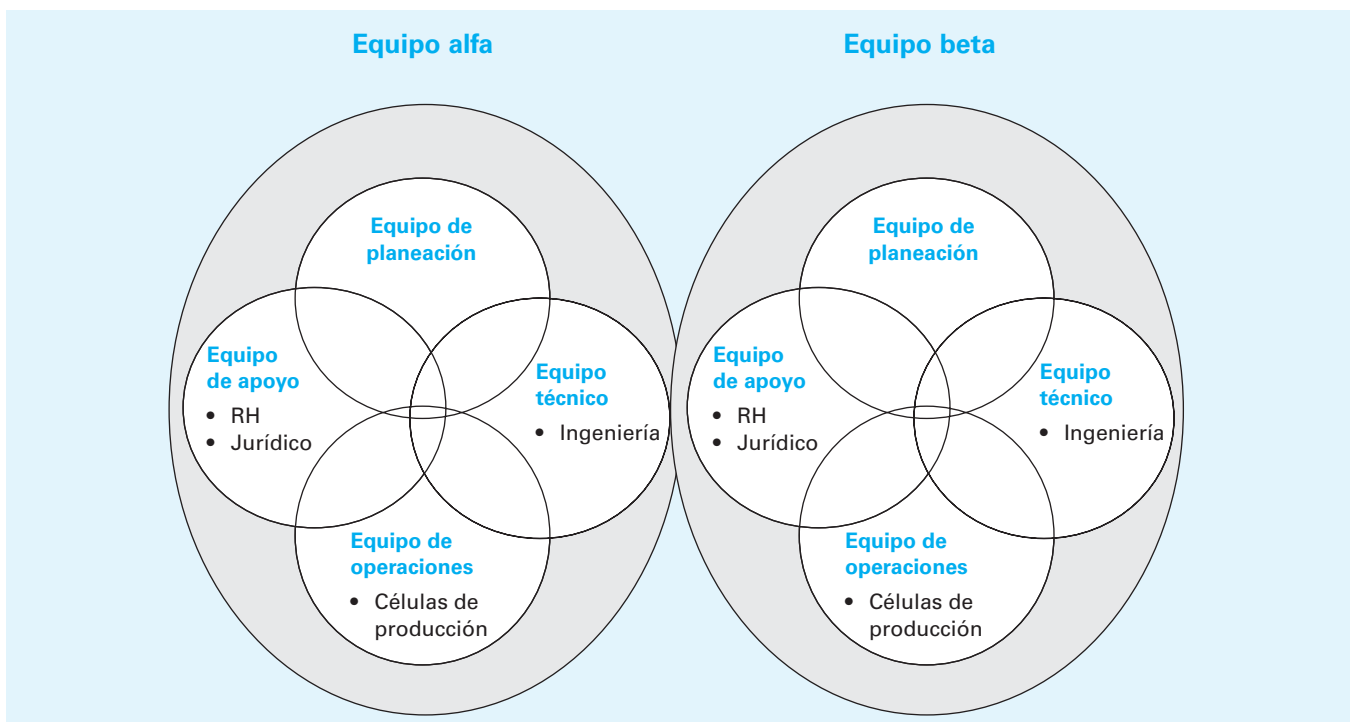 Equipo alfa
Equipo de
planeación
Equipo
de apoyo
• RH
• Jurídico
Equipo
técnico
• Ingeniería
Equipo de
operaciones
• Células de
producción
Equipo beta
Equipo de
planeación
Equipo
de apoyo
• RH
• Jurídico
Equipo
técnico
• Ingeniería
Equipo de
operaciones
• Células de
producción